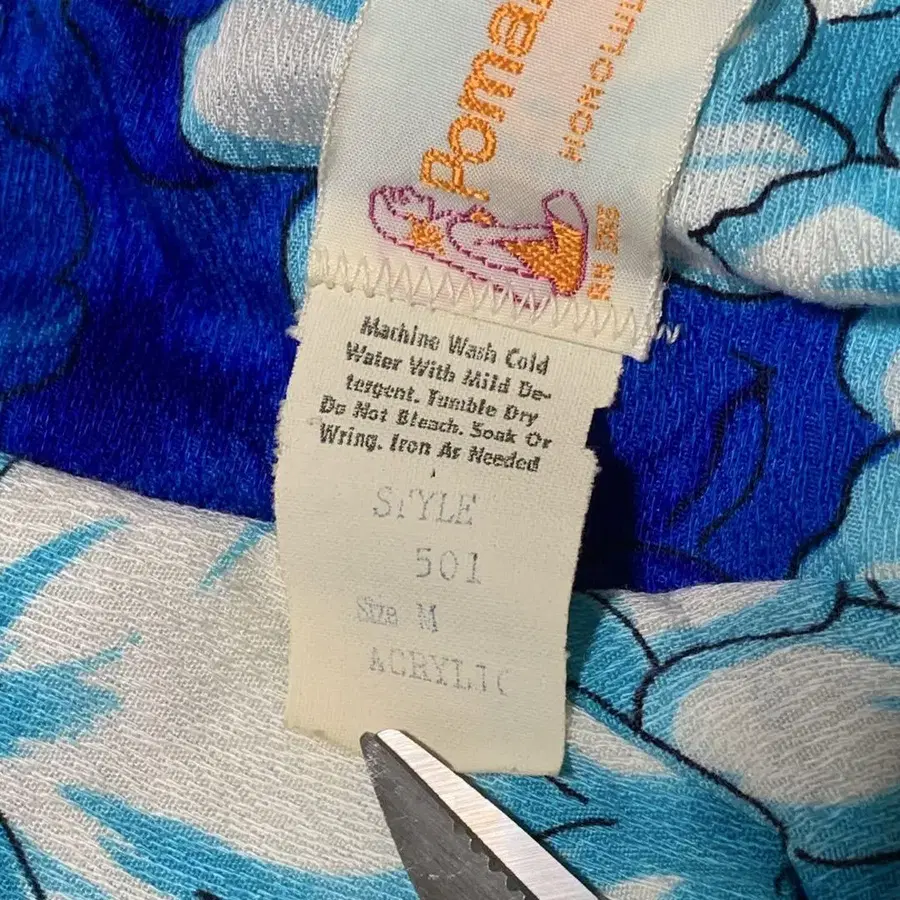 Machine Wash Cold
Water With Mild De-
tergent. Tumble Dry
Do Not Bleach. Soak Or
Wring. Iron As Needed
STYLE
501
Size M
ACRYLIC